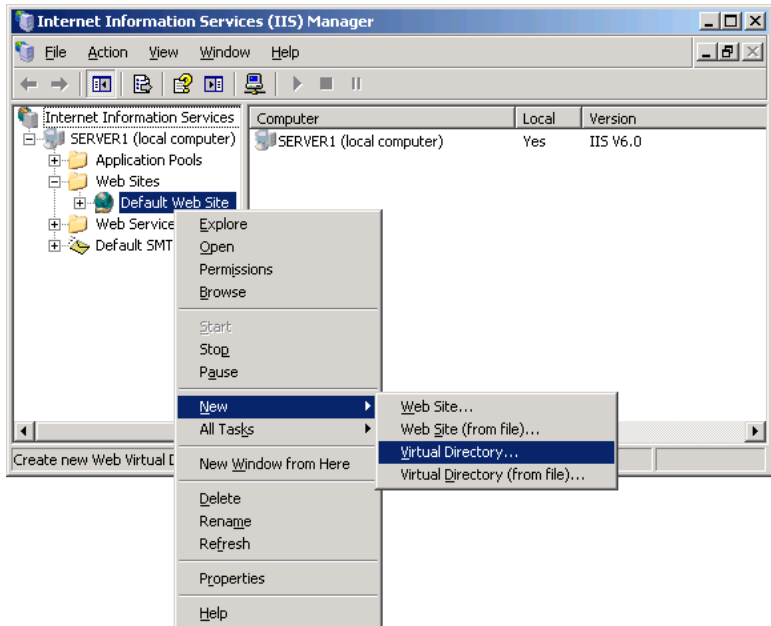 Internet Information Services (IIS) Manager
File Action View Window Help
Internet Information Services
SERVER1 (local computer)
Application Pools
Web Sites
Default Web Site
Web Service
Default SMT
Computer Local Version
SERVER1 (local computer) Yes IIS V6.0
Explore
Open
Permissions
Browse
Start
Stop
Pause
New
All Tasks
New Window from Here
Delete
Rename
Refresh
Properties
Help
Web Site...
Web Site (from file)...
Virtual Directory...
Virtual Directory (from file)...
Create new Web Virtual D